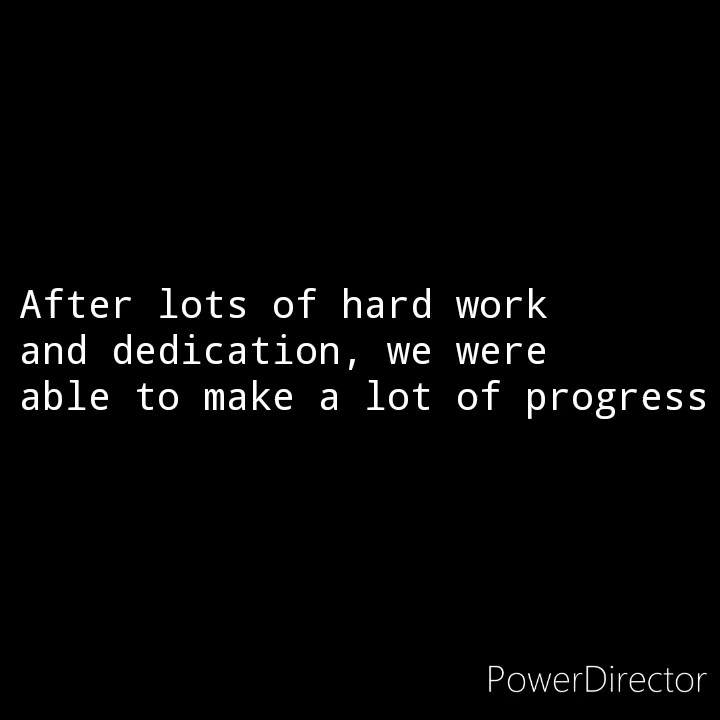 After lots of hard work
and dedication, we were
able to make a lot of progress
PowerDirector